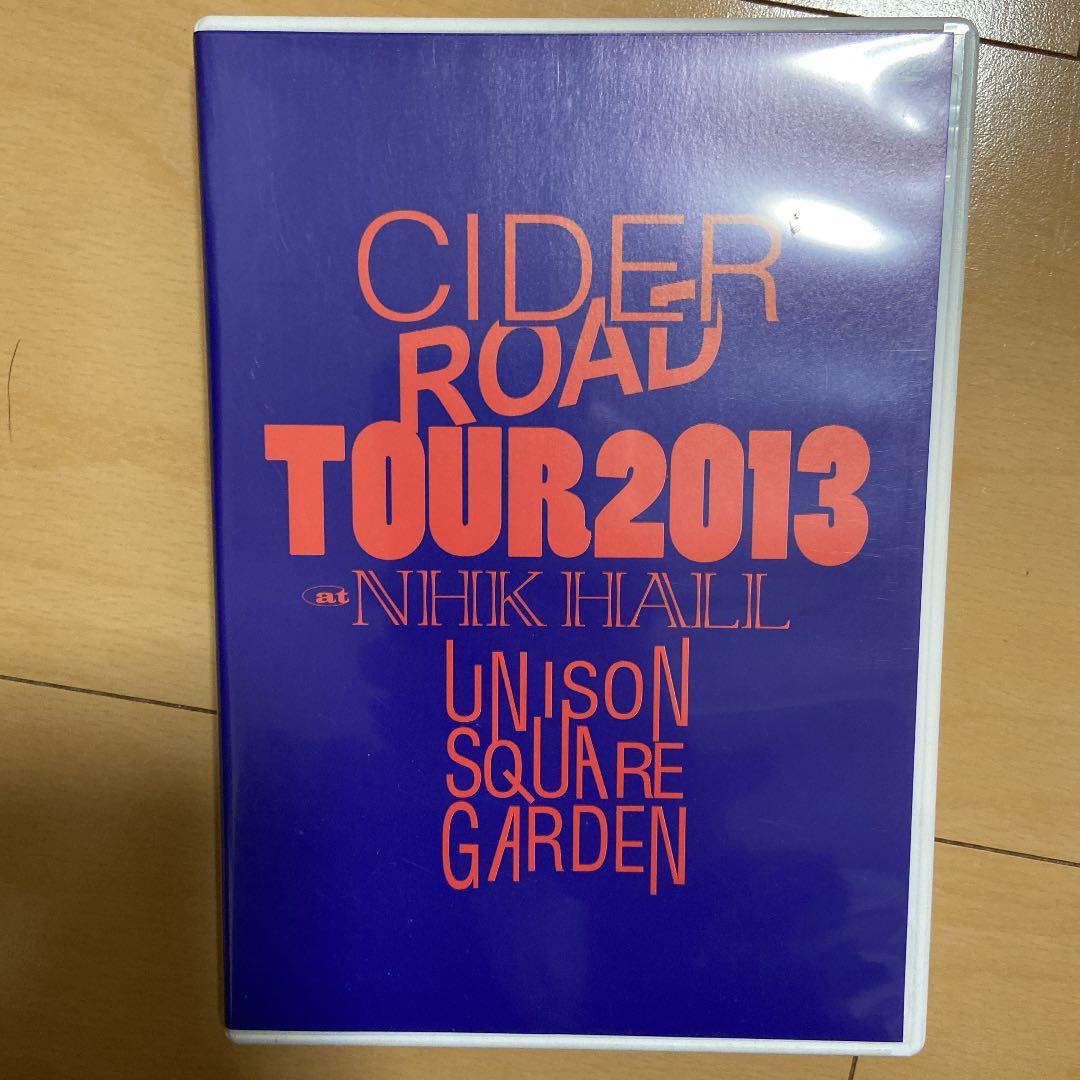 CIDER
ROAD
TOUR2013
at NHK HALL
UNISON
SQUARE
GARDEN